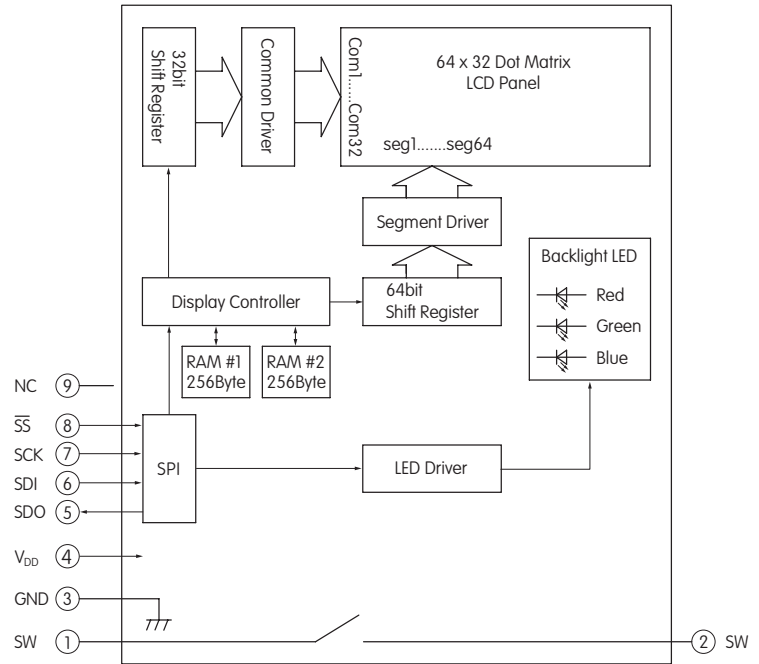 32bit
Shift Register
Common Driver
Com1......Com32
64 x 32 Dot Matrix
LCD Panel
seg1.......seg64
Segment Driver
Backlight LED
Red
Green
Blue
Display Controller
64bit
Shift Register
RAM #1
256Byte
RAM #2
256Byte
NC 9
S̅S̅ 8
SCK 7
SDI 6
SDO 5
SPI
LED Driver
VDD 4
GND 3
SW 1
2 SW